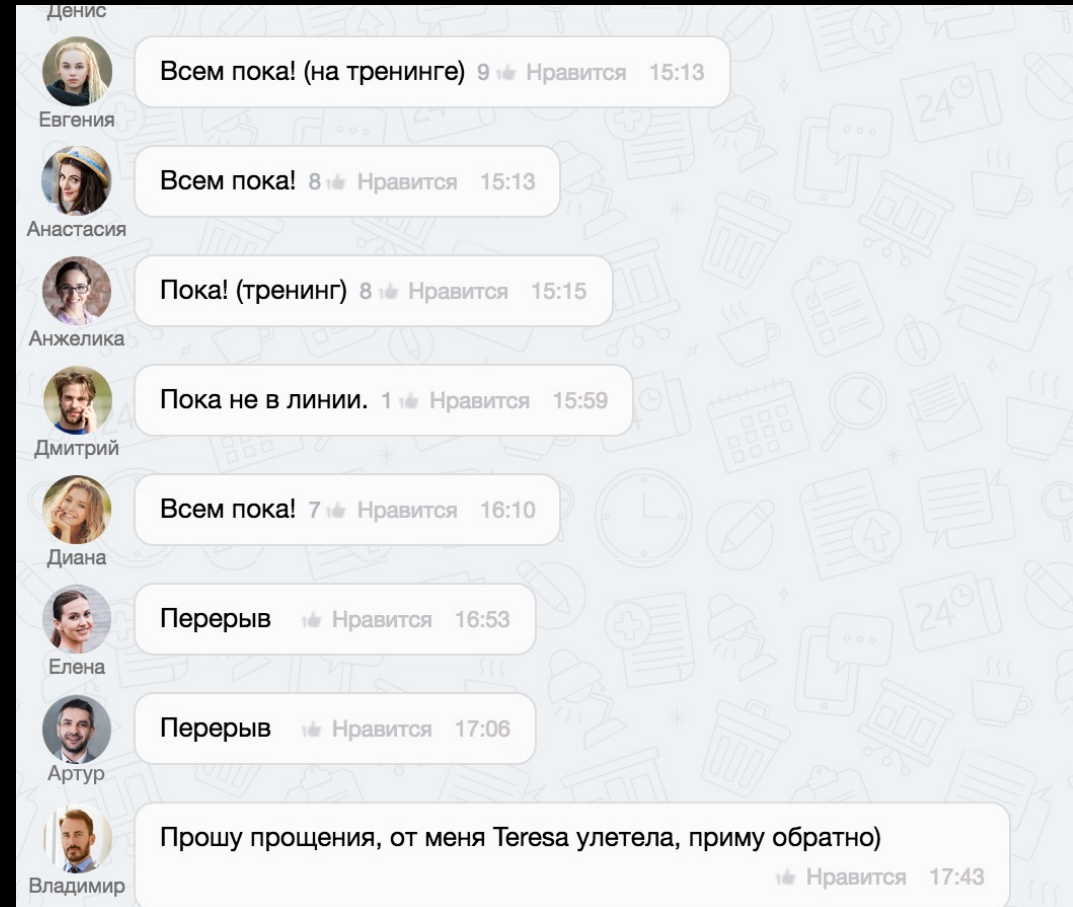 Денис
Всем пока! (на тренинге) 9 Нравится 15:13
Евгения
Всем пока! 8 Нравится 15:13
Анастасия
Пока! (тренинг) 8 Нравится 15:15
Анжелика
Пока не в линии. 1 Нравится 15:59
Дмитрий
Всем пока! 7 Нравится 16:10
Диана
Перерыв Нравится 16:53
Елена
Перерыв Нравится 17:06
Артур
Прошу прощения, от меня Teresa улетела, приму обратно)
Нравится 17:43
Владимир
24
24